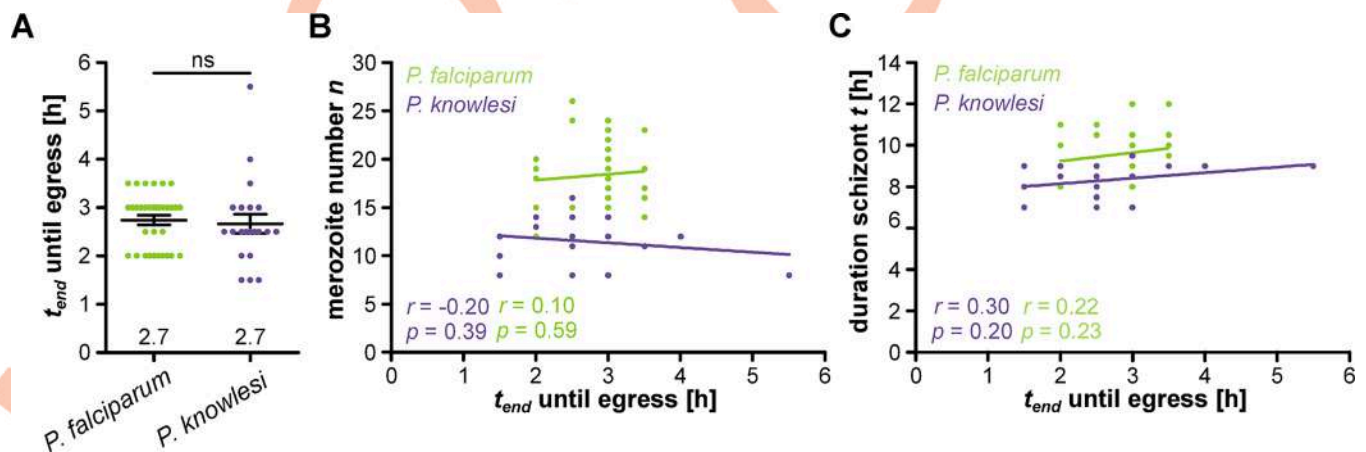 A
t_end until egress [h]
6
5
4
3
2
1
0
ns
2.7
2.7
P. falciparum
P. knowlesi
B
merozoite number n
30
25
20
15
10
5
0
P. falciparum
P. knowlesi
r = -0.20 r = 0.10
p = 0.39 p = 0.59
0 1 2 3 4 5 6
t_end until egress [h]
C
duration schizont t [h]
14
12
10
8
6
4
2
0
P. falciparum
P. knowlesi
r = 0.30 r = 0.22
p = 0.20 p = 0.23
0 1 2 3 4 5 6
t_end until egress [h]